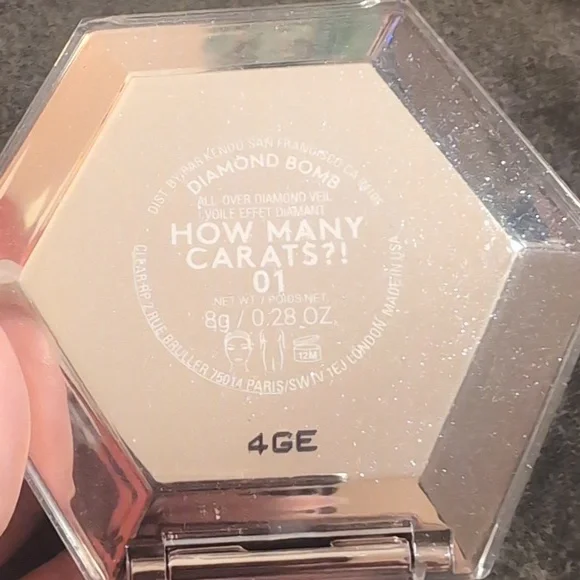 DIST. BY/PAR KENDO SAN FRANCISCO CA 94105
DIAMOND BOMB
ALL-OVER DIAMOND VEIL
VOILE EFFET DIAMANT
HOW MANY
CARATS?!
01
NET WT./POIDS NET
8g / 0.28 OZ.
12M
CLEAR RP 7 RUE BRULLER 75014 PARIS/SW1V 1EJ LONDON MADE IN USA
4GE